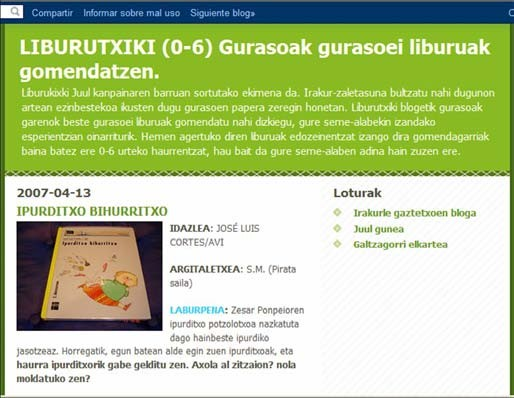 Compartir Informar sobre mal uso Siguiente blog»
LIBURUTXIKI (0-6) Gurasoak gurasoei liburuak
gomendatzen.
Liburukixki Juul kanpainaren barruan sortutako ekimena da. Irakur-zaletasuna bultzatu nahi dugunon
artean ezinbestekoa ikusten dugu gurasoen papera zeregin honetan. Liburutxiki blogetik gurasoak
garenok beste gurasoei liburuak gomendatu nahi dizkiegu, gure seme-alabekin izandako
esperientzian oinarriturik. Hemen agertuko diren liburuak edozeinentzat izango dira gomendagarriak
baina batez ere 0-6 urteko haurrentzat, hau bait da gure seme-alaben adina hain zuzen ere.
2007-04-13
IPURDITXO BIHURRITXO
Ipurditxo bihurritxo
IDAZLEA: JOSÉ LUIS
CORTES/AVI
ARGITALETXEA: S.M. (Pirata
saila)
LABURPENA: Zesar Ponpeioren
ipurditxo potzolotxoa nazkatuta
dago hainbeste ipurdiko
jasotzeaz. Horregatik, egun batean alde egin zuen ipurditxoak, eta
haurra ipurditxorik gabe gelditu zen. Axola al zitzaion? nola
moldatuko zen?
Loturak
Irakurle gaztetxoen bloga
Juul gunea
Galtzagorri elkartea